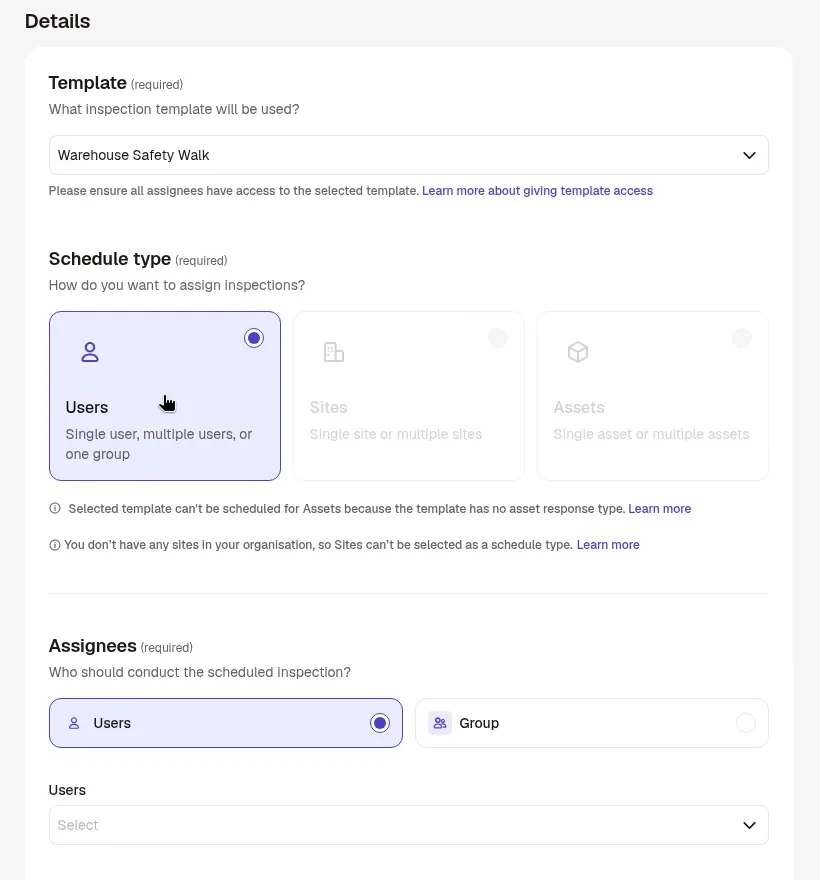 Details
Template (required)
What inspection template will be used?
Warehouse Safety Walk
Please ensure all assignees have access to the selected template. Learn more about giving template access
Schedule type (required)
How do you want to assign inspections?
Users
Single user, multiple users, or
one group
Sites
Single site or multiple sites
Assets
Single asset or multiple assets
Selected template can't be scheduled for Assets because the template has no asset response type. Learn more
You don’t have any sites in your organisation, so Sites can’t be selected as a schedule type. Learn more
Assignees (required)
Who should conduct the scheduled inspection?
Users
Group
Users
Select